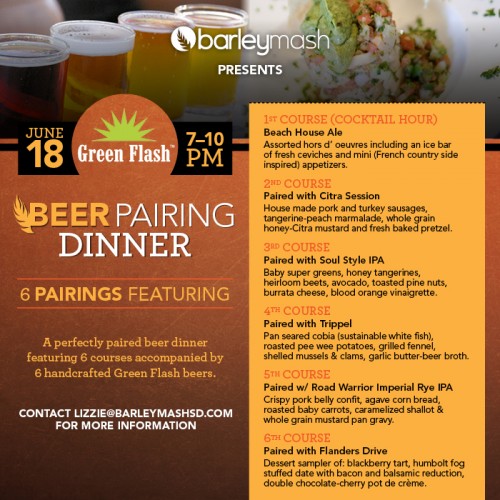 barleymash
PRESENTS
JUNE
18
Green Flash™
7–10
PM
BEER PAIRING
DINNER
6 PAIRINGS FEATURING
A perfectly paired beer dinner
featuring 6 courses accompanied by
6 handcrafted Green Flash beers.
CONTACT LIZZIE@BARLEYMASHSD.COM
FOR MORE INFORMATION
1ST COURSE (COCKTAIL HOUR)
Beach House Ale
Assorted hors d' oeuvres including an ice bar
of fresh ceviches and mini (French country side
inspired) appetizers.
2ND COURSE
Paired with Citra Session
House made pork and turkey sausages,
tangerine-peach marmalade, whole grain
honey-Citra mustard and fresh baked pretzel.
3RD COURSE
Paired with Soul Style IPA
Baby super greens, honey tangerines,
heirloom beets, avocado, toasted pine nuts,
burrata cheese, blood orange vinaigrette.
4TH COURSE
Paired with Trippel
Pan seared cobia (sustainable white fish),
roasted pee wee potatoes, grilled fennel,
shelled mussels & clams, garlic butter-beer broth.
5TH COURSE
Paired w/ Road Warrior Imperial Rye IPA
Crispy pork belly confit, agave corn bread,
roasted baby carrots, caramelized shallot &
whole grain mustard pan gravy.
6TH COURSE
Paired with Flanders Drive
Dessert sampler of: blackberry tart, humbolt fog
stuffed date with bacon and balsamic reduction,
double chocolate-cherry pot de crème.